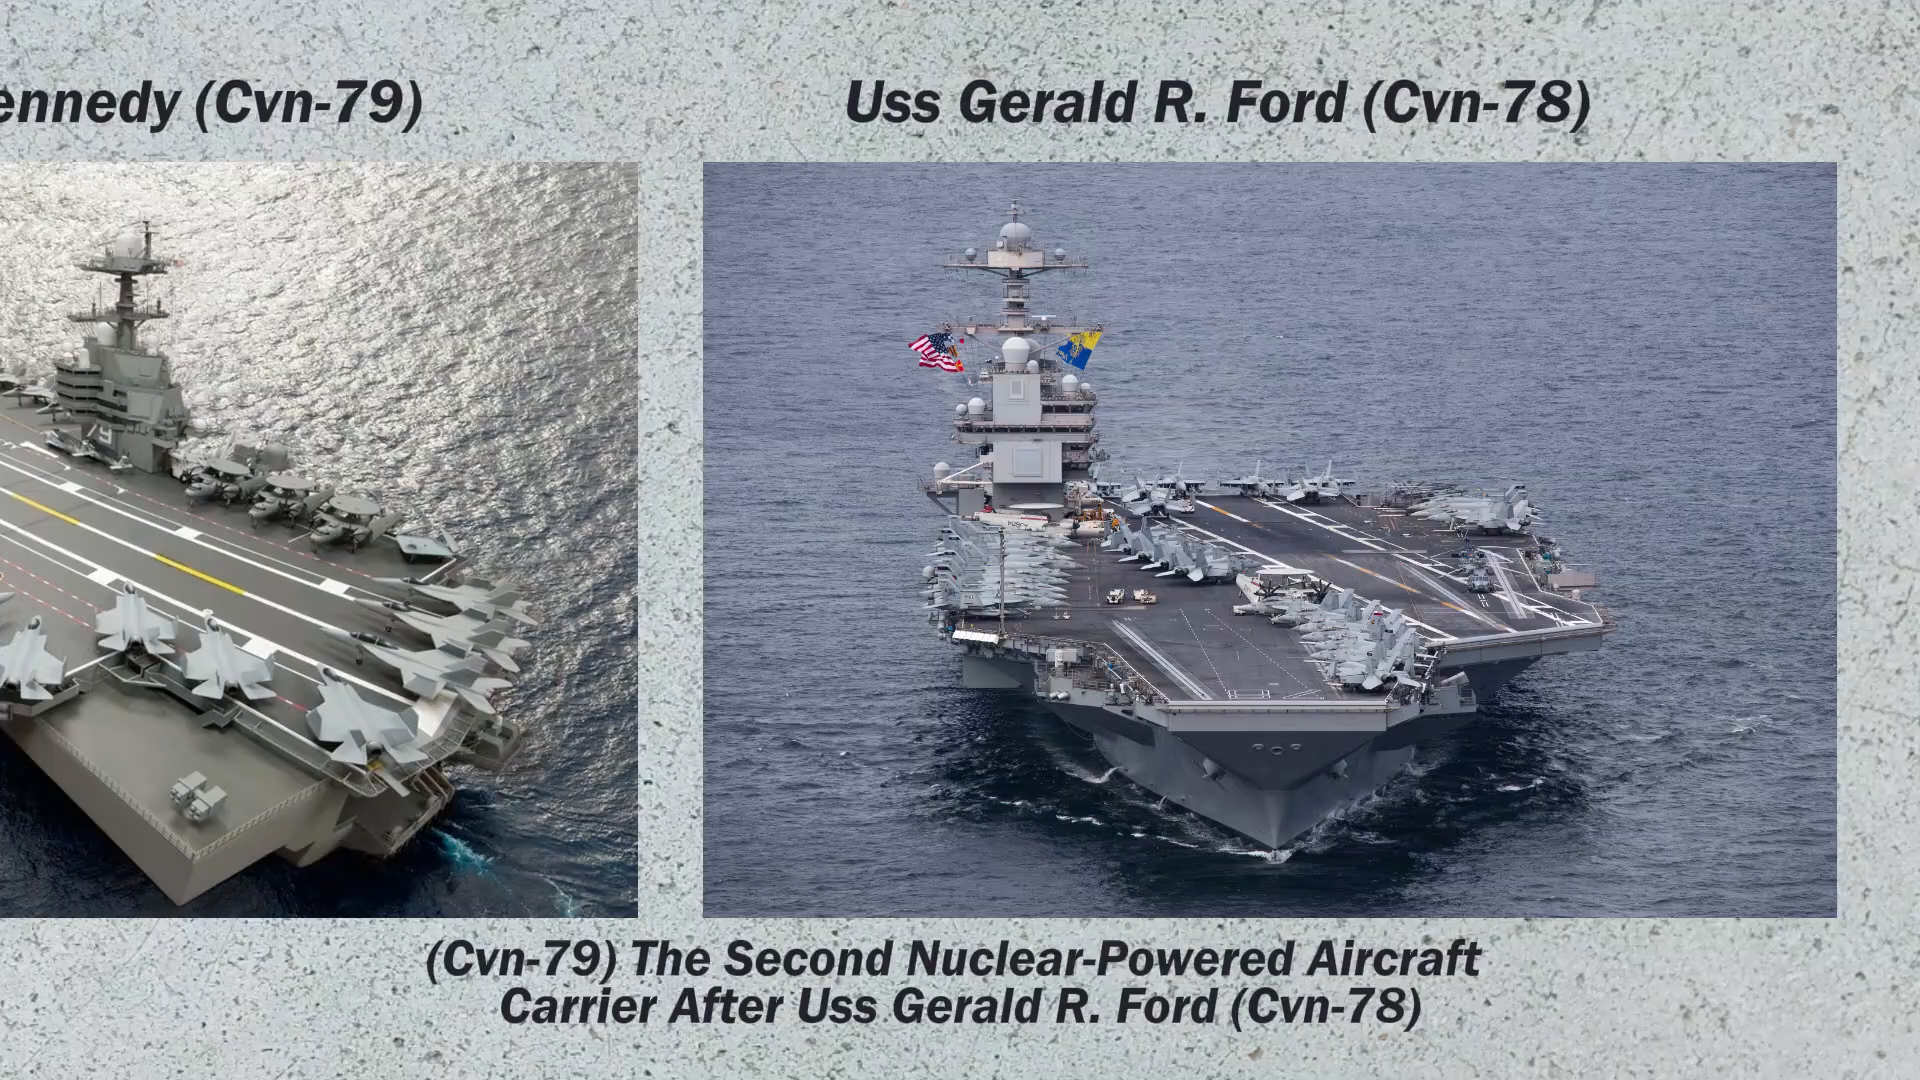 ennedy (Cvn-79)
Uss Gerald R. Ford (Cvn-78)
79
(Cvn-79) The Second Nuclear-Powered Aircraft
Carrier After Uss Gerald R. Ford (Cvn-78)